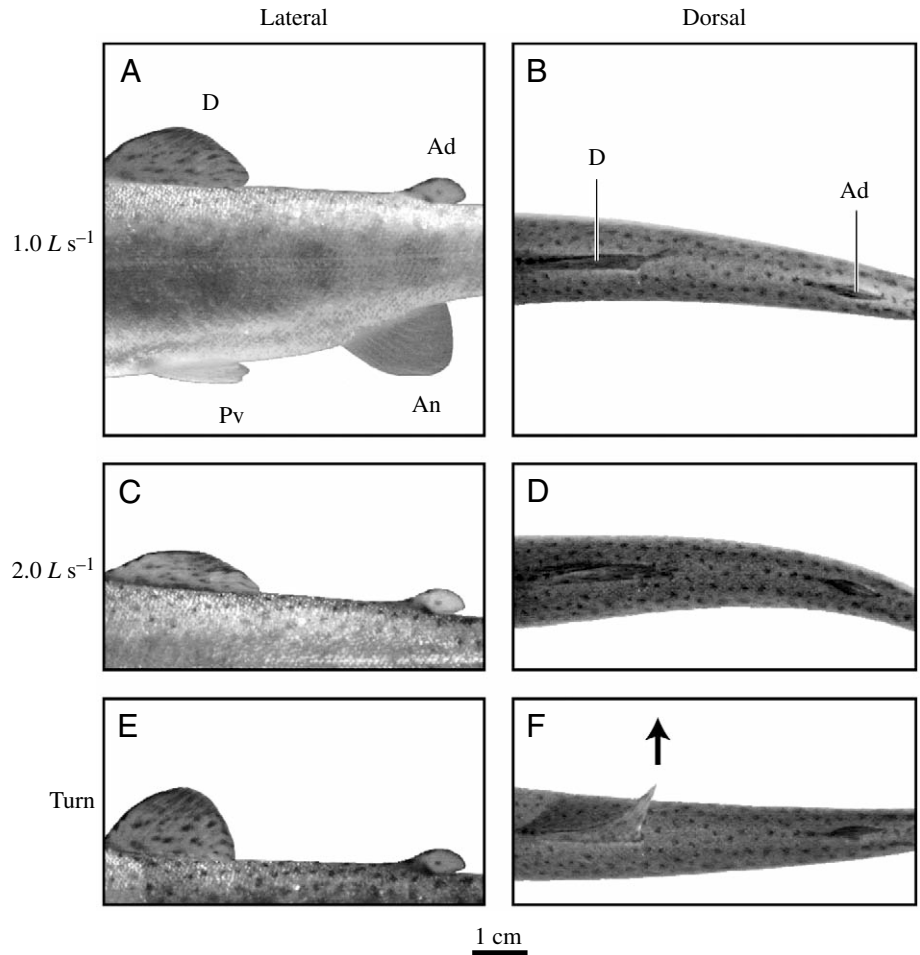 Lateral
Dorsal
A
D
Ad
Pv
An
B
D
Ad
1.0 L s⁻¹
C
D
2.0 L s⁻¹
E
F
Turn
1 cm